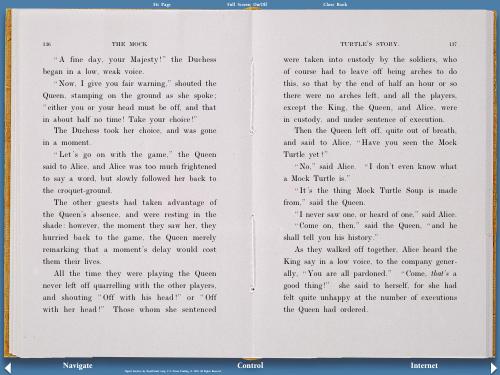 Str Page
Full Screen On/Off
Close Book
136
THE MOCK
"A fine day, your Majesty!" the Duchess
began in a low, weak voice.
"Now, I give you fair warning," shouted the
Queen, stamping on the ground as she spoke;
"either you or your head must be off, and that
in about half no time! Take your choice!"
The Duchess took her choice, and was gone
in a moment.
"Let's go on with the game," the Queen
said to Alice, and Alice was too much frightened
to say a word, but slowly followed her back to
the croquet-ground.
The other guests had taken advantage of
the Queen's absence, and were resting in the
shade: however, the moment they saw her, they
hurried back to the game, the Queen merely
remarking that a moment's delay would cost
them their lives.
All the time they were playing the Queen
never left off quarrelling with the other players,
and shouting "Off with his head!" or "Off
with her head!" Those whom she sentenced
TURTLE'S STORY.
137
were taken into custody by the soldiers, who
of course had to leave off being arches to do
this, so that by the end of half an hour or so
there were no arches left, and all the players,
except the King, the Queen, and Alice, were
in custody, and under sentence of execution.
Then the Queen left off, quite out of breath,
and said to Alice, "Have you seen the Mock
Turtle yet?"
"No," said Alice. "I don't even know what
a Mock Turtle is."
"It's the thing Mock Turtle Soup is made
from," said the Queen.
"I never saw one, or heard of one," said Alice.
"Come on, then," said the Queen, "and he
shall tell you his history."
As they walked off together, Alice heard the
King say in a low voice, to the company gener-
ally, "You are all pardoned." "Come, that's a
good thing!" she said to herself, for she had
felt quite unhappy at the number of executions
the Queen had ordered.
Navigate
Control
Internet